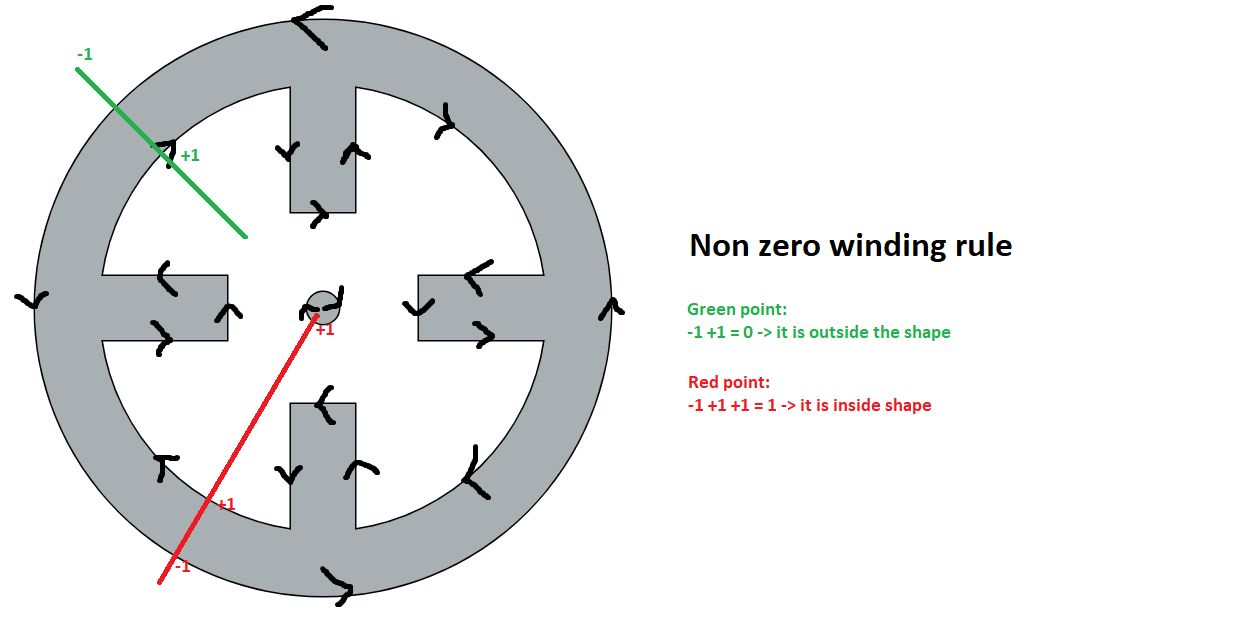 -1
+1
Non zero winding rule
Green point:
-1 +1 = 0 -> it is outside the shape
+1
Red point:
-1 +1 +1 = 1 -> it is inside shape
+1
-1